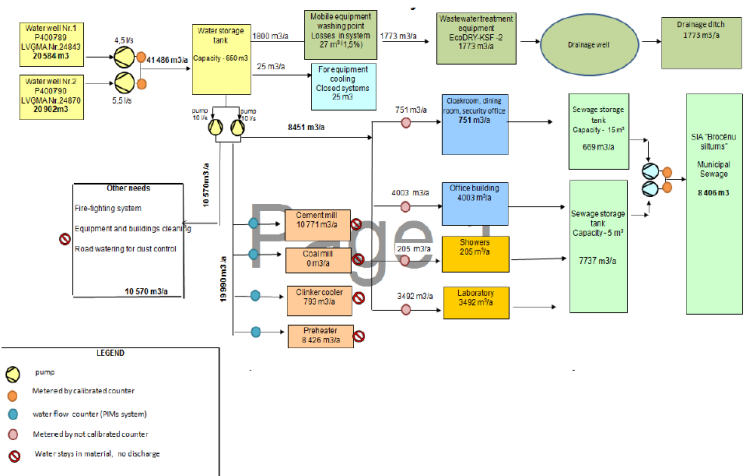 Water well Nr.1
P400789
LVGMA Nr.24843
20 584 m3
4,5 l/s
41 486 m3/a
Water well Nr.2
P400790
LVGMA Nr.24870
20 902m3
5,5 l/s
Water storage
tank
Capacity - 650 m3
1800 m3/a
25 m3/a
Mobile equipment
washing point
Losses in system
27 m³ (1,5%)
1773 m3/a
Wastewater treatment
equipment
EcoDRY-KSF -2
1773 m3/a
Drainage well
Drainage ditch
1773 m3/a
For equipment
cooling
Closed systems
25 m3
pump
10 l/s
pump
10 l/s
8451 m3/a
10 570 m3/a
19 990 m3/a
751 m3/a
Cloakroom, dining
room, security office
751 m3/a
Sewage storage
tank
Capacity - 15 m³
669 m3/a
SIA "Brocēnu
siltums"
Municipal
Sewage
8 406 m3
4003 m3/a
Office building
4003 m³/a
Sewage storage
tank
Capacity - 5 m³
7737 m3/a
205 m3/a
Showers
205 m³/a
3492 m3/a
Laboratory
3492 m³/a
Other needs
Fire-fighting system
Equipment and buildings cleaning
Road watering for dust control
10 570 m3/a
Cement mill
10 771 m3/a
Coal mill
0 m3/a
Clinker cooler
793 m3/a
Preheater
8 426 m3/a
Page 1
LEGEND
pump
Metered by calibrated counter
water flow counter (PIMs system)
Metered by not calibrated counter
Water stays in material, no discharge